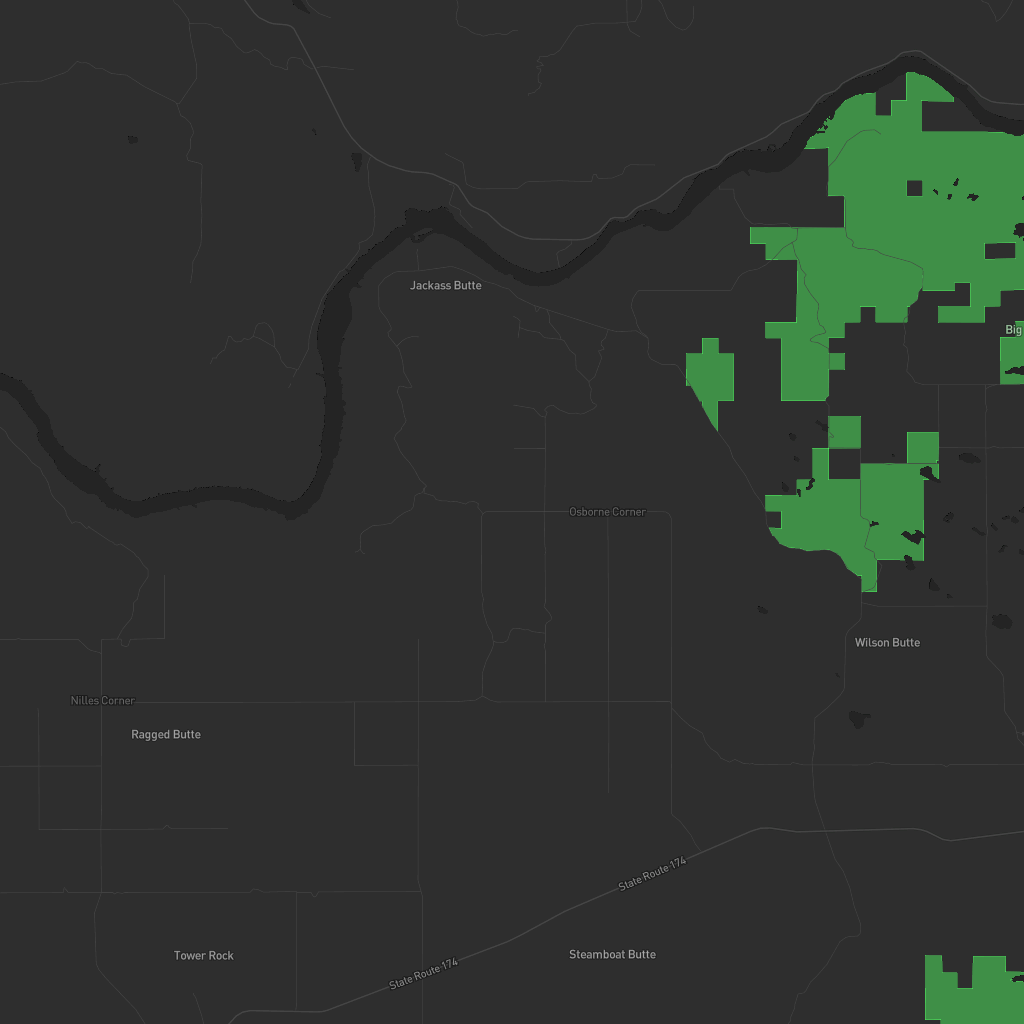 Jackass Butte
Big
Osborne Corner
Wilson Butte
Nilles Corner
Ragged Butte
State Route 174
Tower Rock
Steamboat Butte
State Route 174